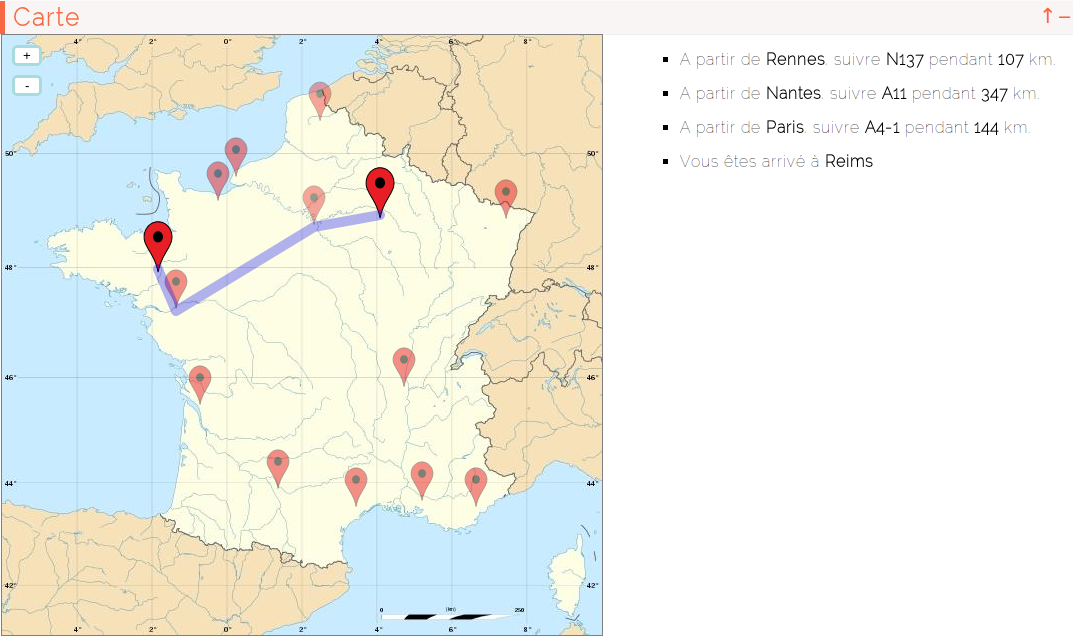 Carte
↑ –
+
-
4° 2° 0° 2° 4° 6° 8°
50° 50°
48° 48°
46° 46°
44° 44°
42° 42°
0 (km) 250
4° 2° 0° 2° 4° 6° 8°
A partir de Rennes, suivre N137 pendant 107 km.
A partir de Nantes, suivre A11 pendant 347 km.
A partir de Paris, suivre A4-1 pendant 144 km.
Vous êtes arrivé à Reims